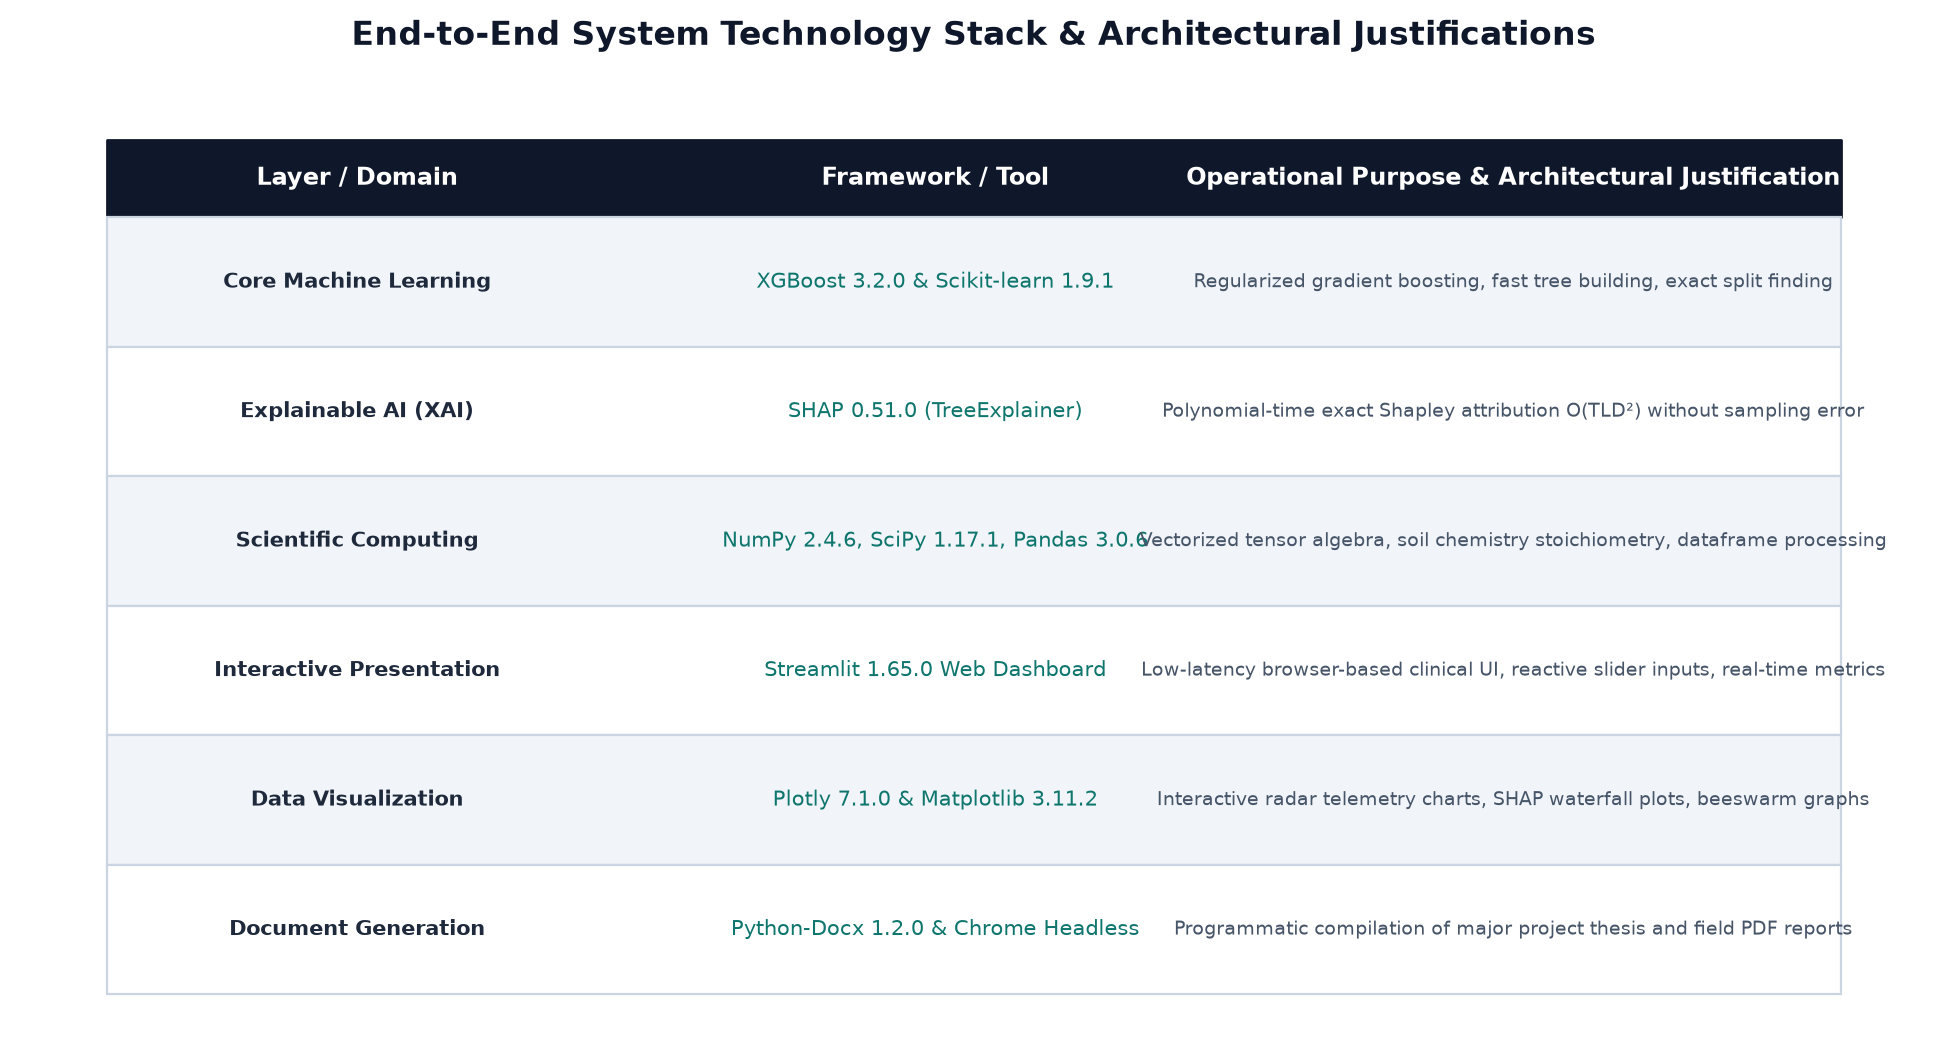 End-to-End System Technology Stack & Architectural Justifications
Layer / Domain Framework / Tool Operational Purpose & Architectural Justification
Core Machine Learning XGBoost 3.2.0 & Scikit-learn 1.9.1 Regularized gradient boosting, fast tree building, exact split finding
Explainable AI (XAI) SHAP 0.51.0 (TreeExplainer) Polynomial-time exact Shapley attribution O(TLD²) without sampling error
Scientific Computing NumPy 2.4.6, SciPy 1.17.1, Pandas 3.0.6 Vectorized tensor algebra, soil chemistry stoichiometry, dataframe processing
Interactive Presentation Streamlit 1.65.0 Web Dashboard Low-latency browser-based clinical UI, reactive slider inputs, real-time metrics
Data Visualization Plotly 7.1.0 & Matplotlib 3.11.2 Interactive radar telemetry charts, SHAP waterfall plots, beeswarm graphs
Document Generation Python-Docx 1.2.0 & Chrome Headless Programmatic compilation of major project thesis and field PDF reports